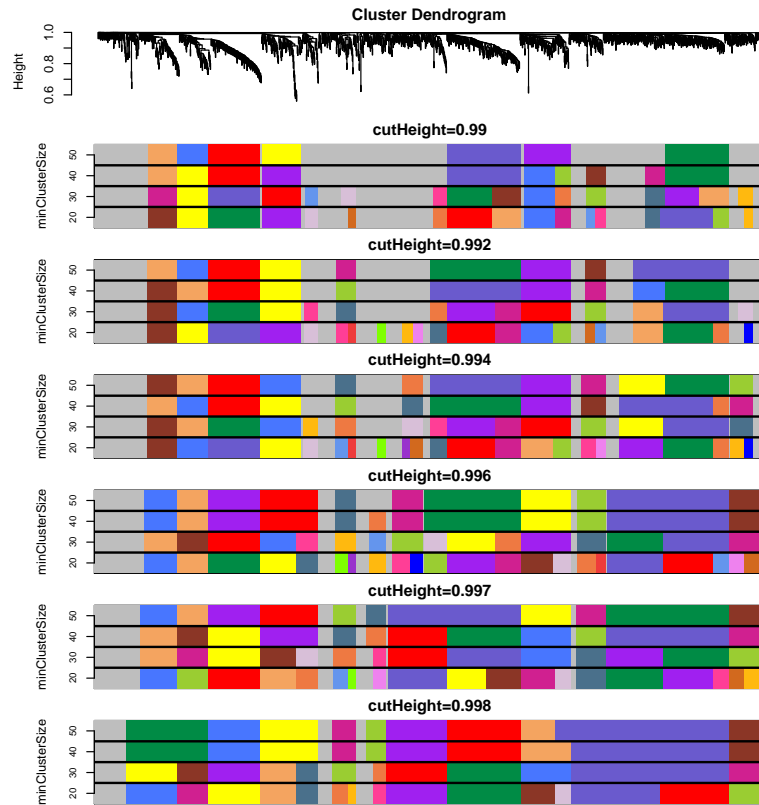 Cluster Dendrogram
Height
1.0
0.8
0.6
cutHeight=0.99
minClusterSize
50
40
30
20
cutHeight=0.992
minClusterSize
50
40
30
20
cutHeight=0.994
minClusterSize
50
40
30
20
cutHeight=0.996
minClusterSize
50
40
30
20
cutHeight=0.997
minClusterSize
50
40
30
20
cutHeight=0.998
minClusterSize
50
40
30
20